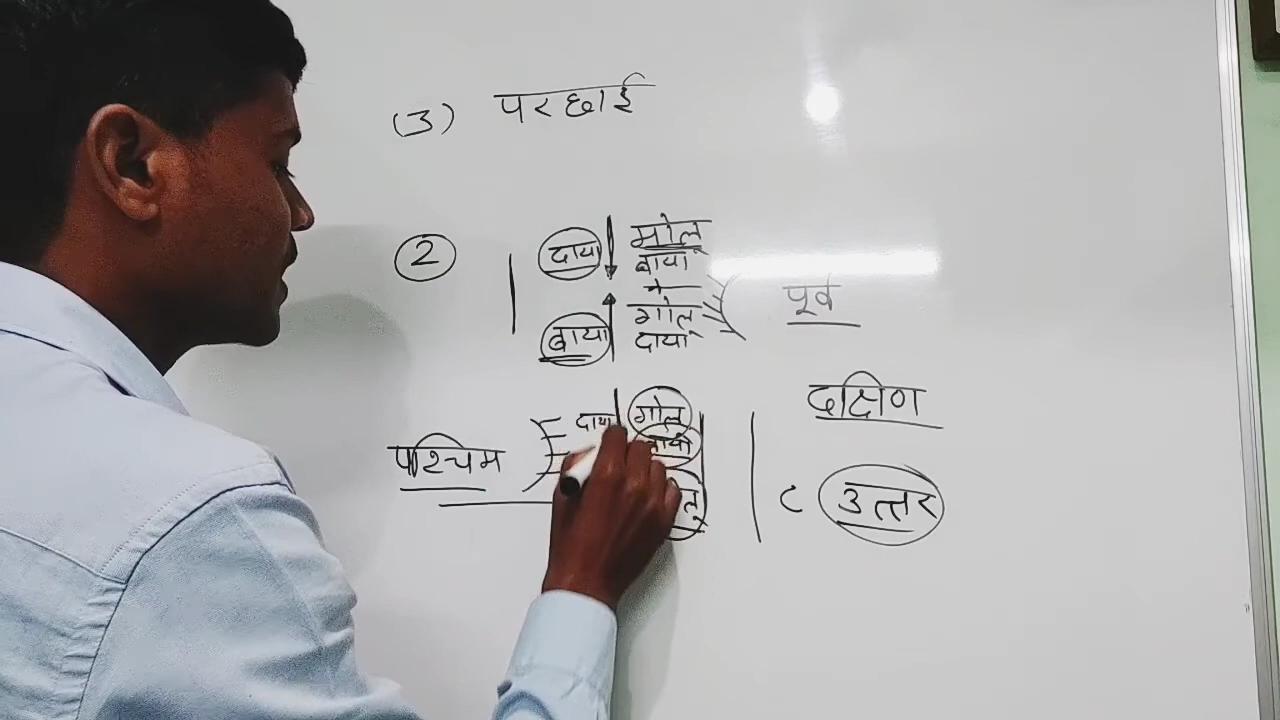 (3) परछाई
2
दाया मोलू
बाया
+
पूर्व
गोलू
बाया दाया
दक्षिण
दाया गोलू
पश्चिम
उत्तर